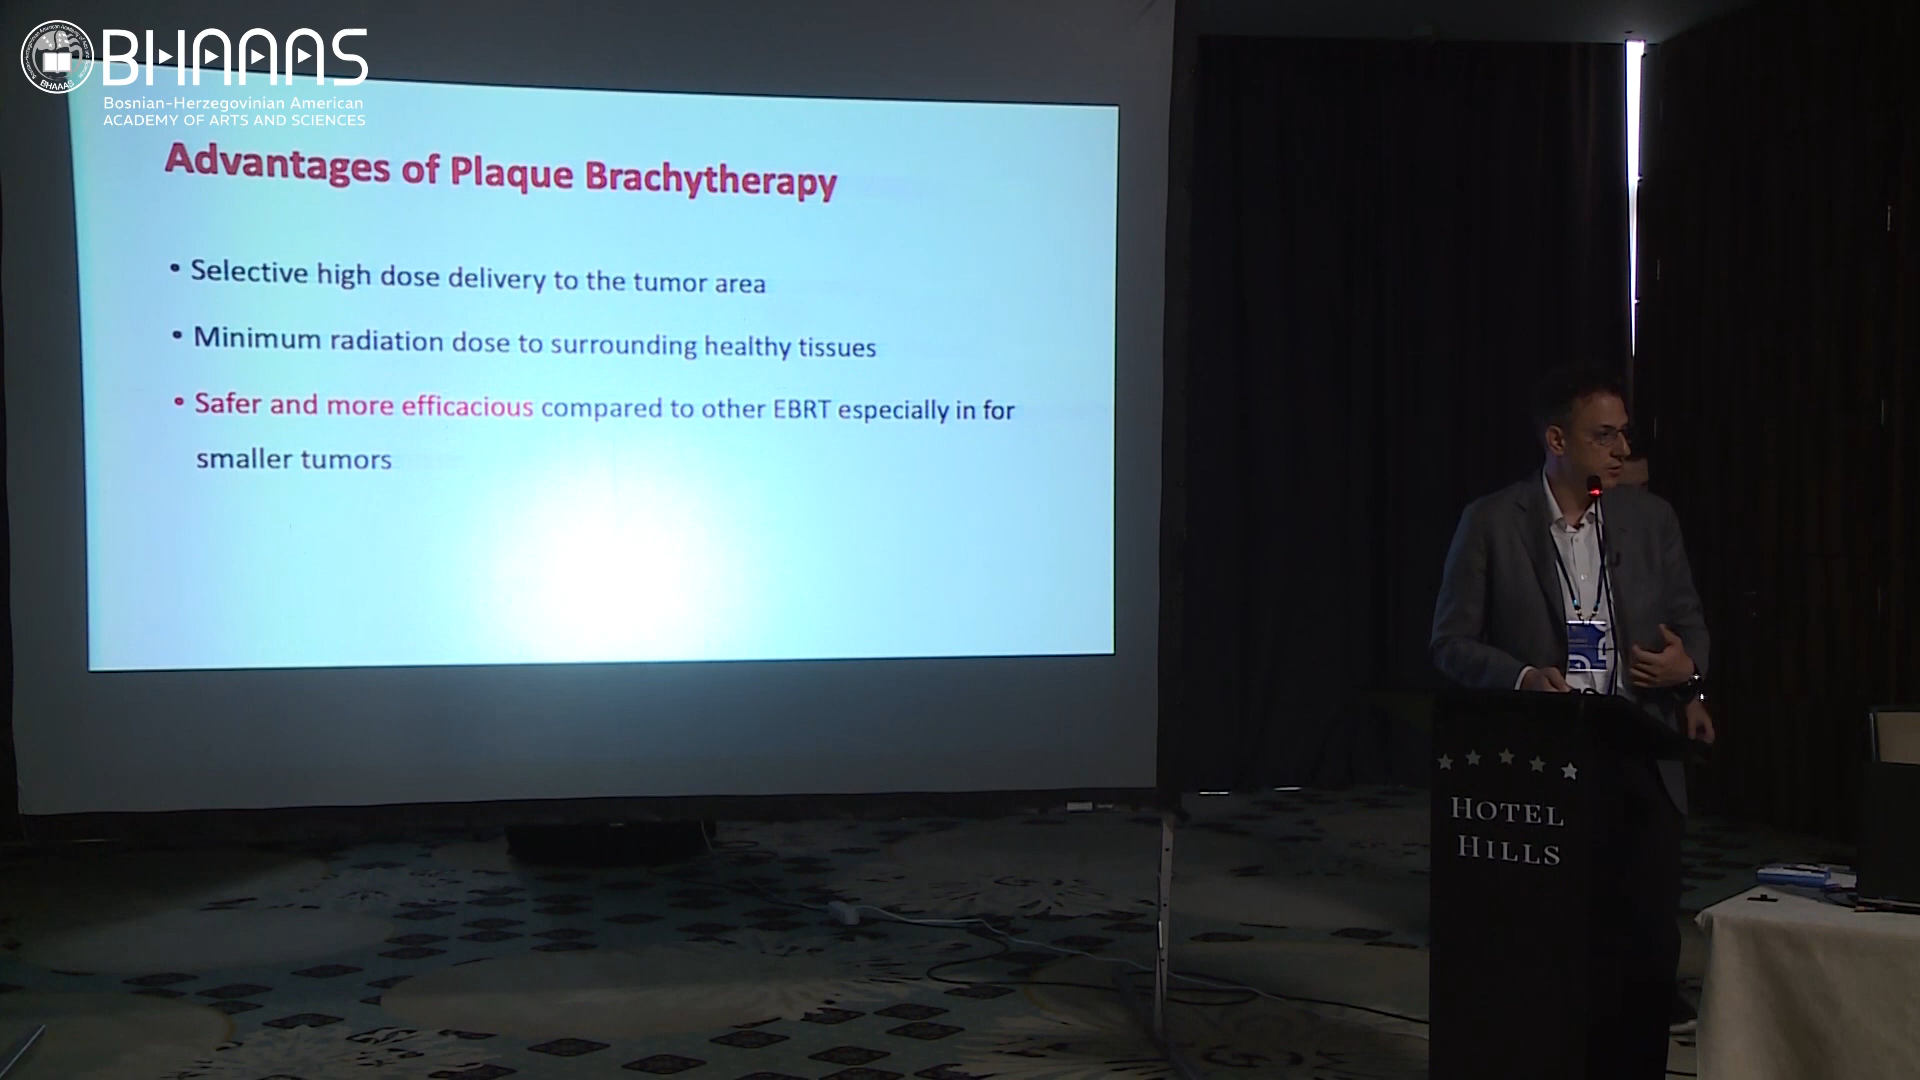 BHAAAS
Bosnian-Herzegovinian American
ACADEMY OF ARTS AND SCIENCES
BHAAAS
Advantages of Plaque Brachytherapy
• Selective high dose delivery to the tumor area
• Minimum radiation dose to surrounding healthy tissues
• Safer and more efficacious compared to other EBRT especially in for
smaller tumors
HOTEL
HILLS